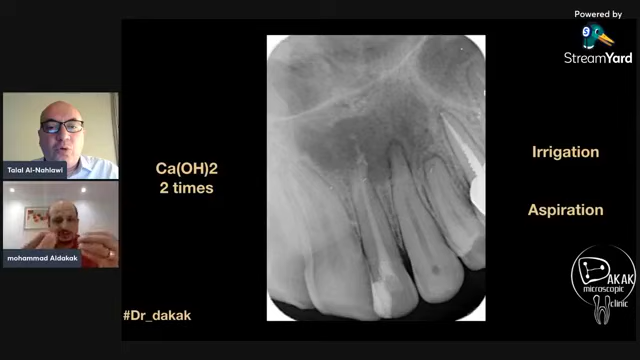 Powered by
StreamYard
Ca(OH)2
2 times
Irrigation
Aspiration
Talal Al-Nahlawi
mohammad Aldakak
#Dr_dakak
DAKAK
microscopic
clinic